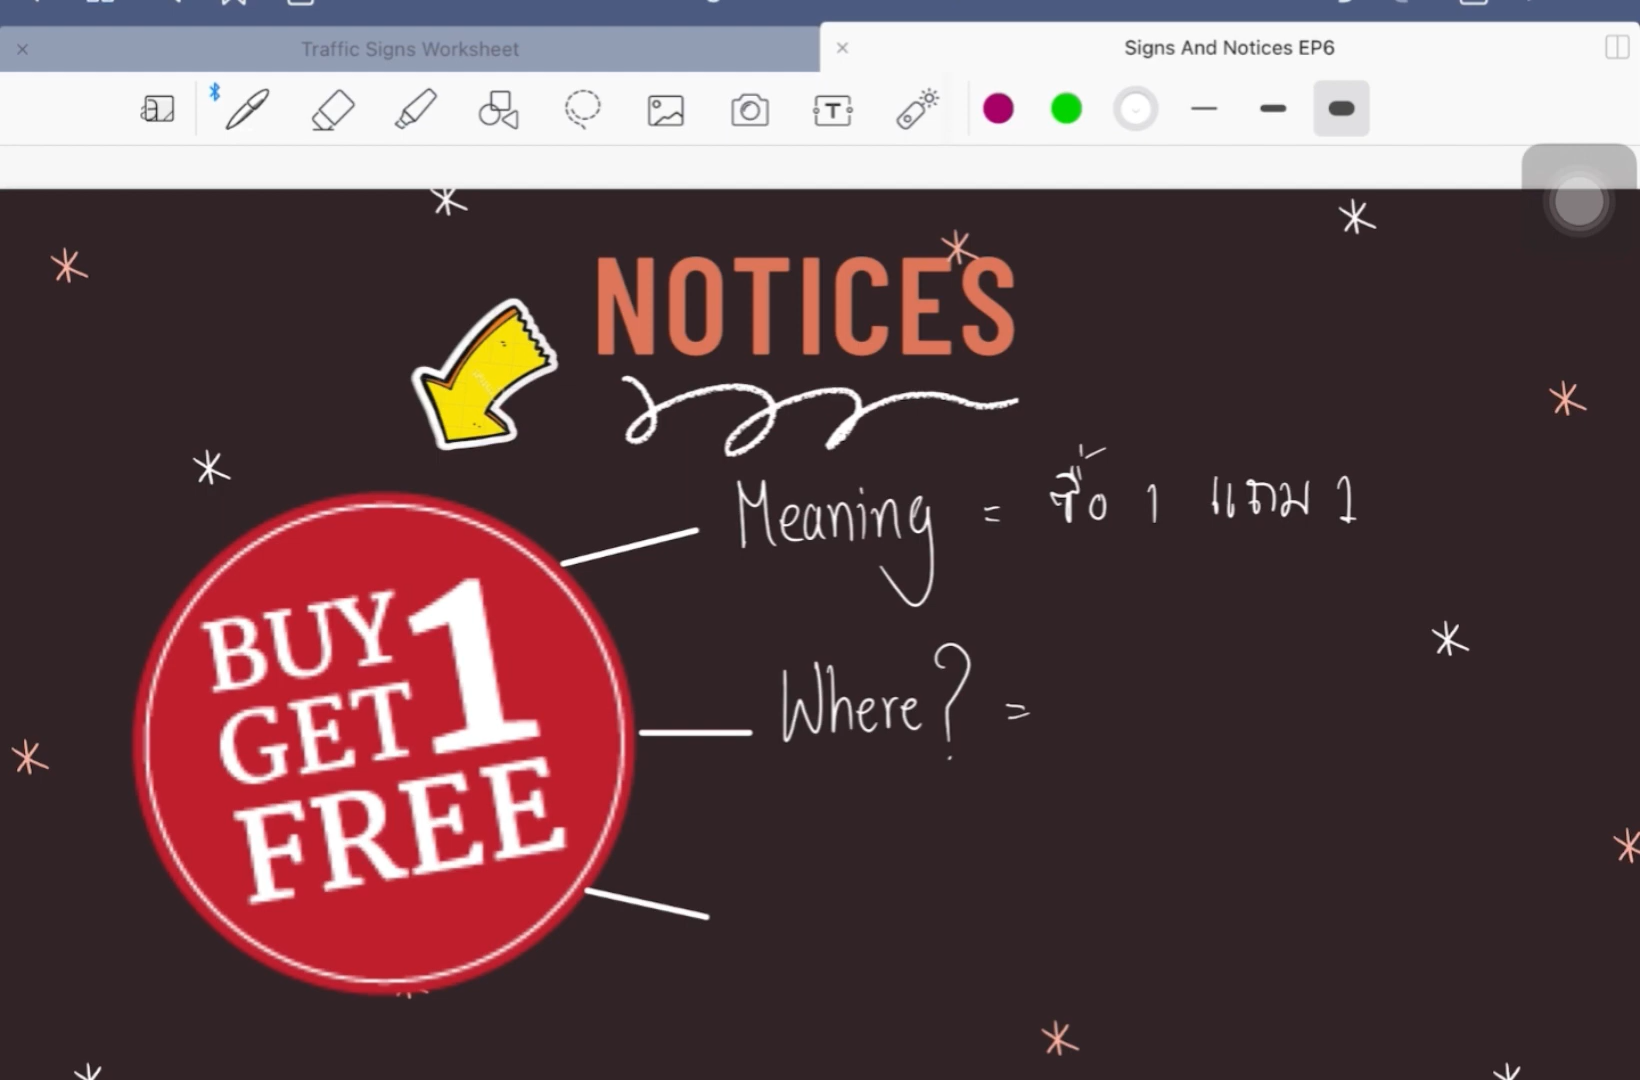 Traffic Signs Worksheet
Signs And Notices EP6
NOTICES
Meaning = ซื้อ 1 แถม 1
BUY 1
GET
FREE
Where? =